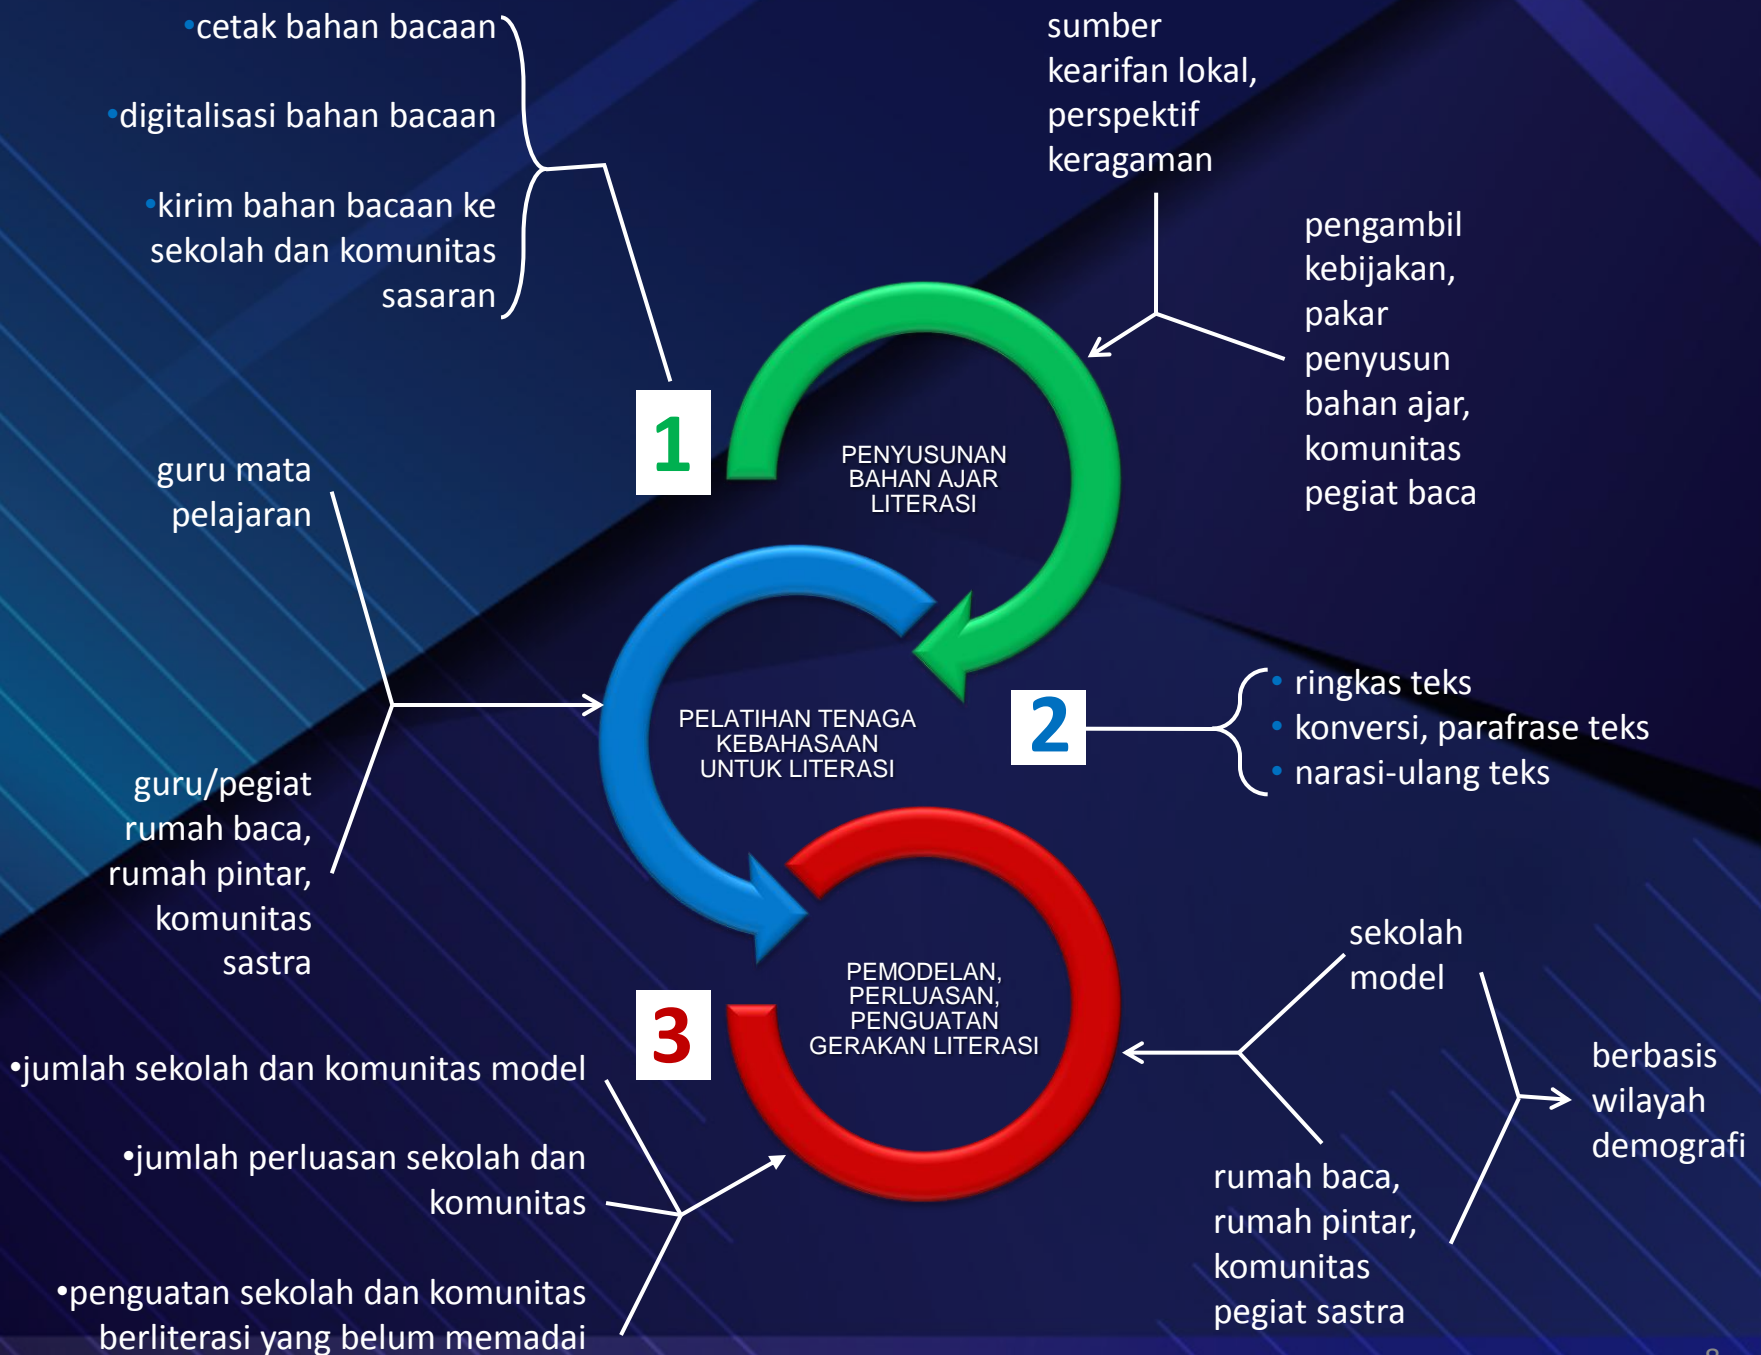 •cetak bahan bacaan
•digitalisasi bahan bacaan
•kirim bahan bacaan ke
sekolah dan komunitas
sasaran
sumber
kearifan lokal,
perspektif
keragaman
pengambil
kebijakan,
pakar
penyusun
bahan ajar,
komunitas
pegiat baca
1
PENYUSUNAN
BAHAN AJAR
LITERASI
guru mata
pelajaran
guru/pegiat
rumah baca,
rumah pintar,
komunitas
sastra
PELATIHAN TENAGA
KEBAHASAAN
UNTUK LITERASI
2
• ringkas teks
• konversi, parafrase teks
• narasi-ulang teks
3
PEMODELAN,
PERLUASAN,
PENGUATAN
GERAKAN LITERASI
•jumlah sekolah dan komunitas model
•jumlah perluasan sekolah dan
komunitas
•penguatan sekolah dan komunitas
berliterasi yang belum memadai
sekolah
model
rumah baca,
rumah pintar,
komunitas
pegiat sastra
berbasis
wilayah
demografi